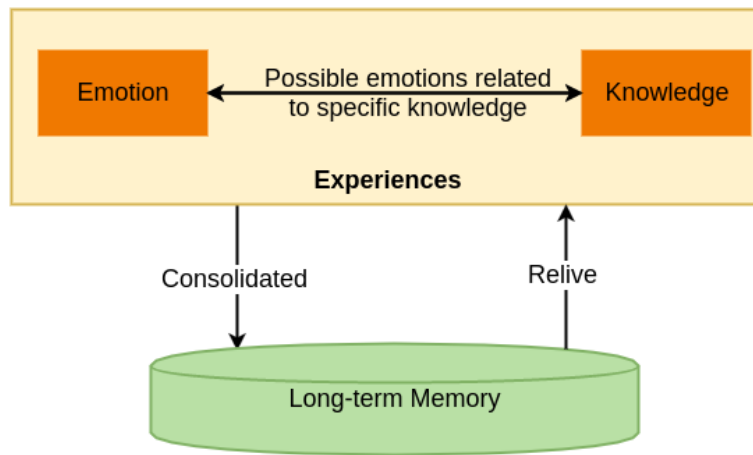 Emotion
Possible emotions related
to specific knowledge
Knowledge
Experiences
Consolidated
Relive
Long-term Memory